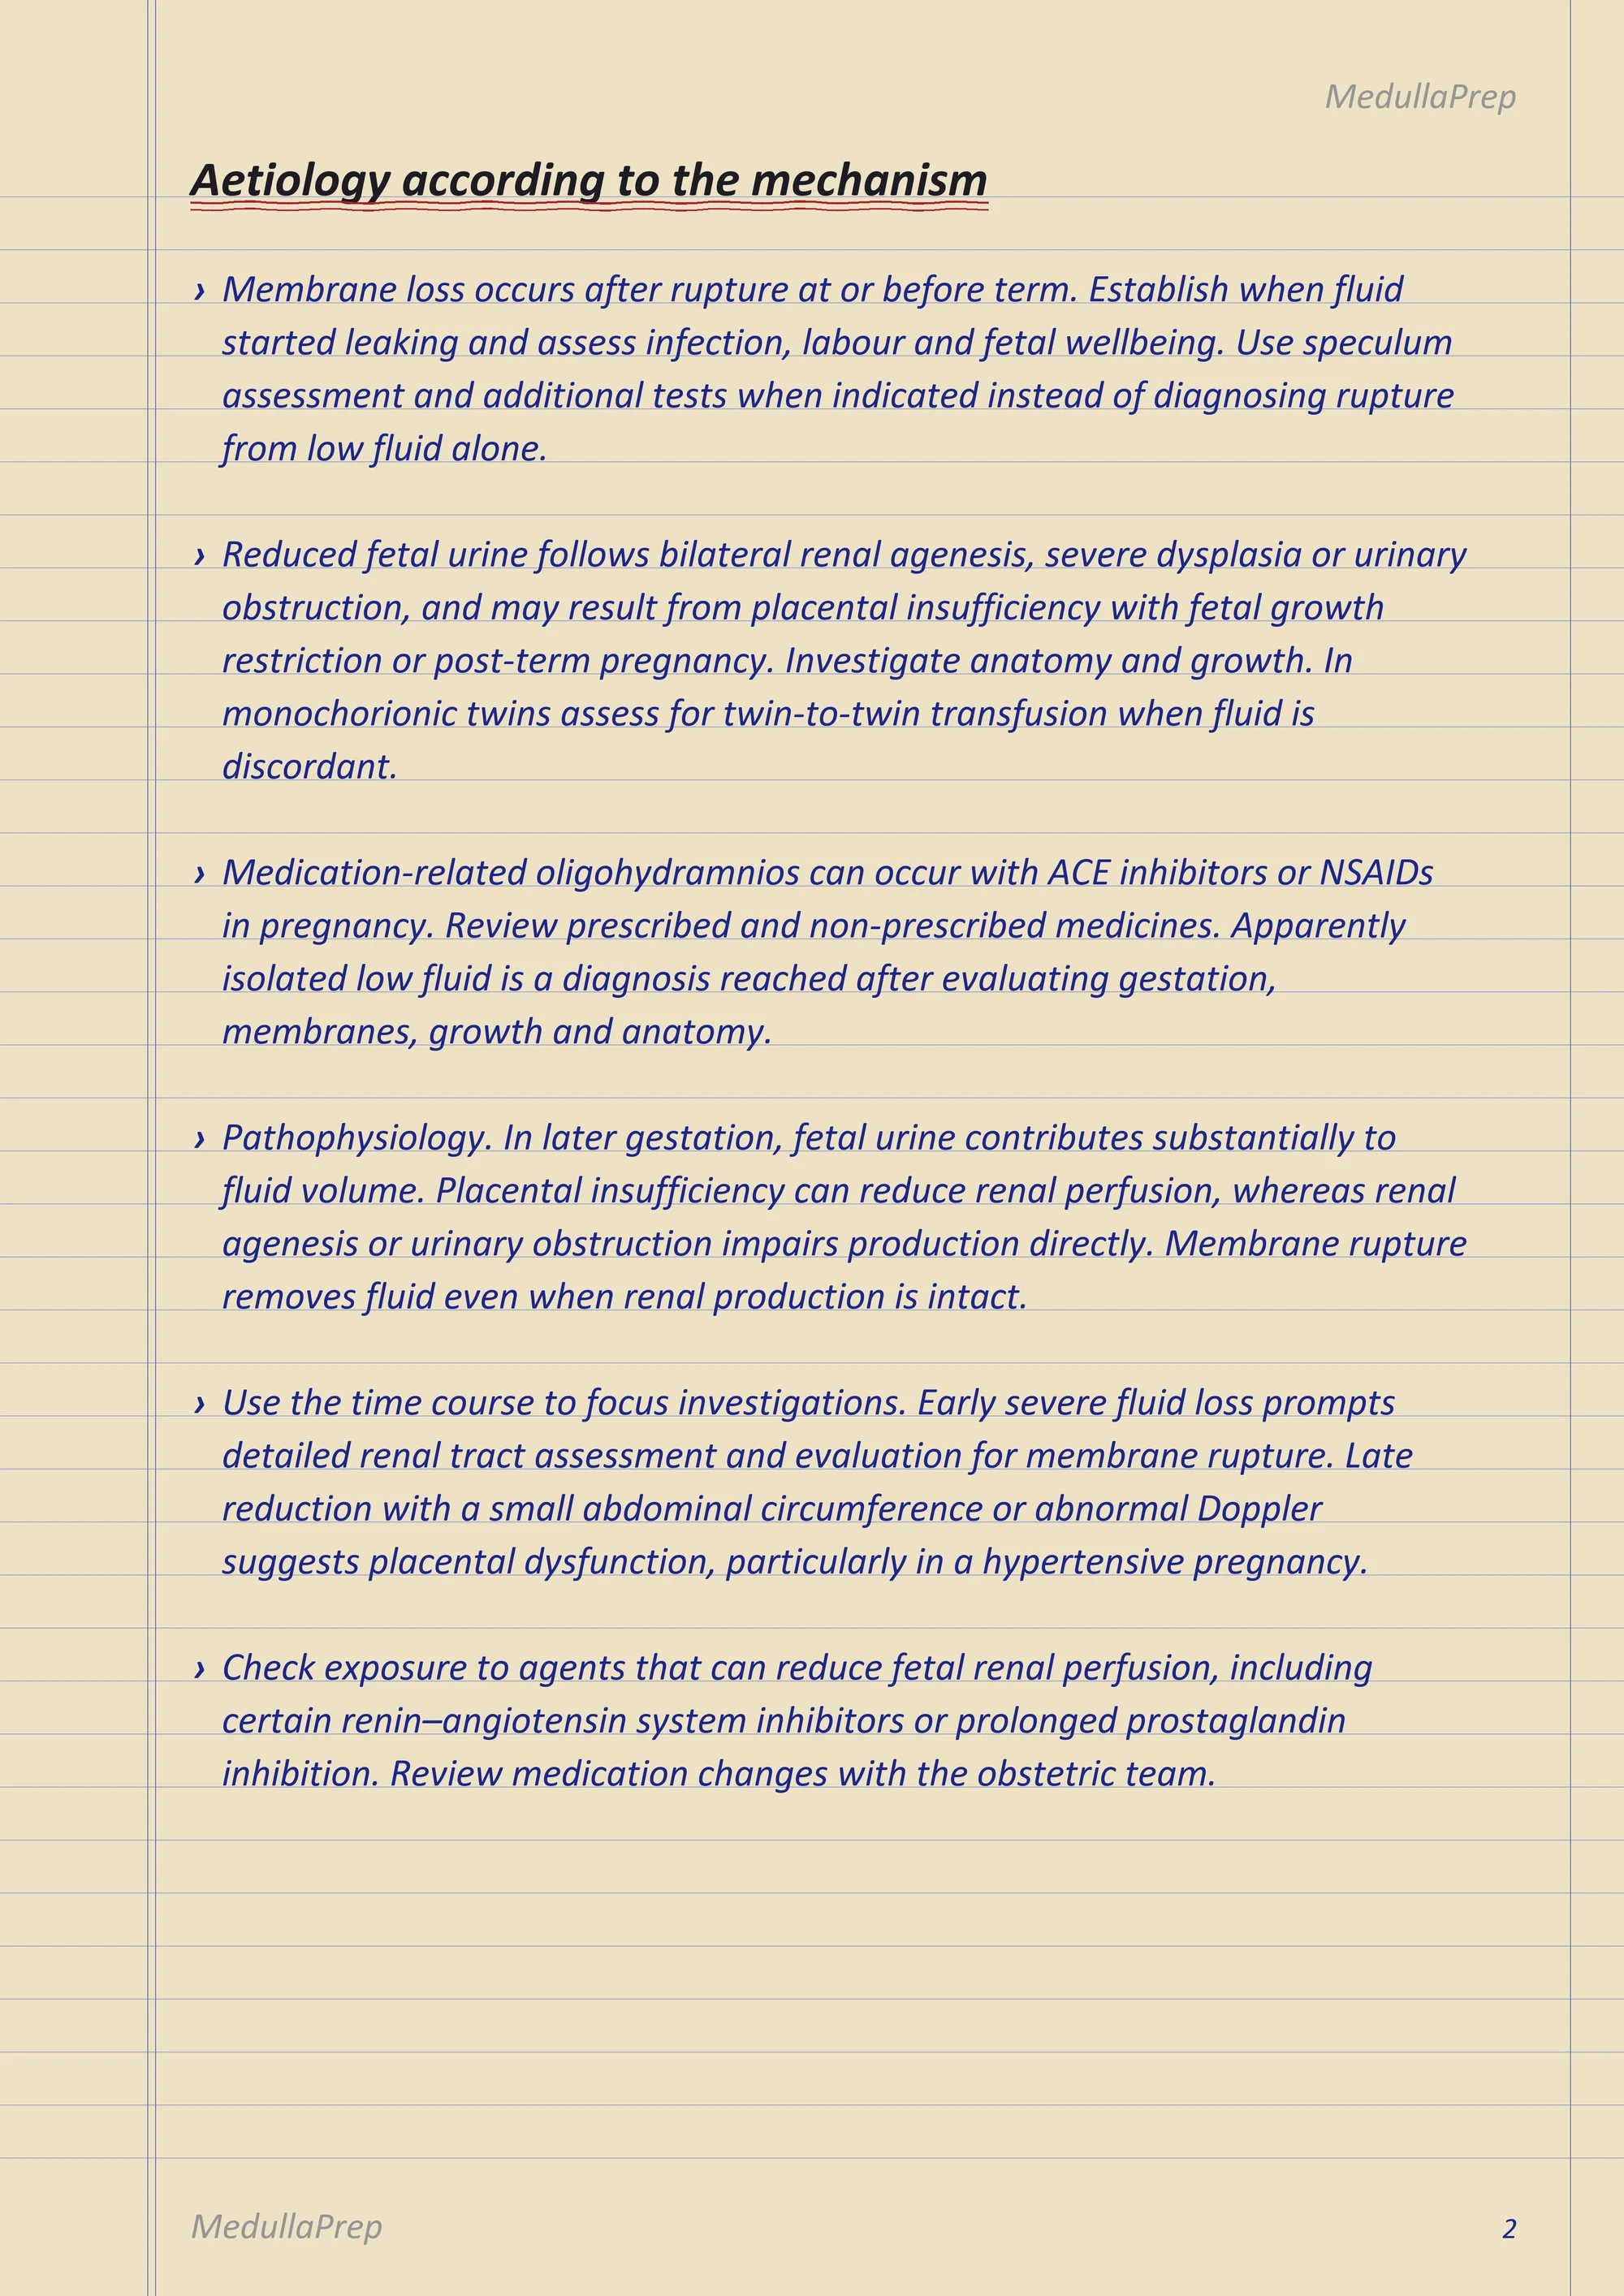 MedullaPrep
Aetiology according to the mechanism
› Membrane loss occurs after rupture at or before term. Establish when fluid
started leaking and assess infection, labour and fetal wellbeing. Use speculum
assessment and additional tests when indicated instead of diagnosing rupture
from low fluid alone.
› Reduced fetal urine follows bilateral renal agenesis, severe dysplasia or urinary
obstruction, and may result from placental insufficiency with fetal growth
restriction or post-term pregnancy. Investigate anatomy and growth. In
monochorionic twins assess for twin-to-twin transfusion when fluid is
discordant.
› Medication-related oligohydramnios can occur with ACE inhibitors or NSAIDs
in pregnancy. Review prescribed and non-prescribed medicines. Apparently
isolated low fluid is a diagnosis reached after evaluating gestation,
membranes, growth and anatomy.
› Pathophysiology. In later gestation, fetal urine contributes substantially to
fluid volume. Placental insufficiency can reduce renal perfusion, whereas renal
agenesis or urinary obstruction impairs production directly. Membrane rupture
removes fluid even when renal production is intact.
› Use the time course to focus investigations. Early severe fluid loss prompts
detailed renal tract assessment and evaluation for membrane rupture. Late
reduction with a small abdominal circumference or abnormal Doppler
suggests placental dysfunction, particularly in a hypertensive pregnancy.
› Check exposure to agents that can reduce fetal renal perfusion, including
certain renin–angiotensin system inhibitors or prolonged prostaglandin
inhibition. Review medication changes with the obstetric team.
MedullaPrep
2